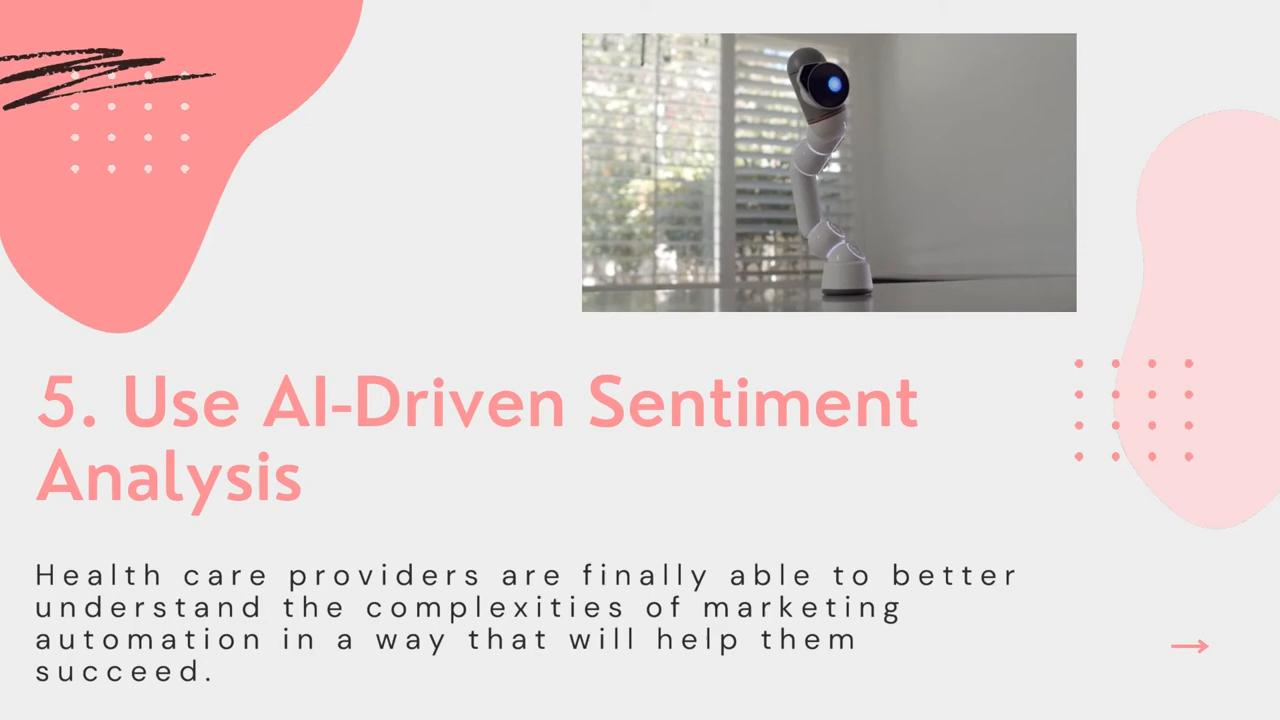 5. Use AI-Driven Sentiment
Analysis
Health care providers are finally able to better
understand the complexities of marketing
automation in a way that will help them
succeed.